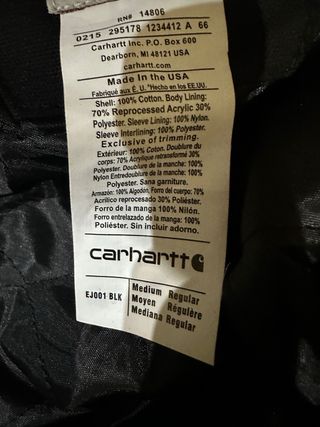 RN# 14806
0215 295178 1234412 A 66
Carhartt Inc. P.O. Box 600
Dearborn, MI 48121 USA
carhartt.com
Made In the USA
Fabriqué aux É. U. *Hecho en los EE.UU.
Shell: 100% Cotton. Body Lining:
70% Reprocessed Acrylic 30%
Polyester. Sleeve Lining: 100% Nylon.
Sleeve Interlining: 100% Polyester.
Exclusive of trimming.
Extérieur: 100% Coton. Doublure du
corps: 70% Acrylique retransformé 30%
Polyester. Doublure de la manche: 100%
Nylon Entredoublure de la manche: 100%
Polyester. Sans garniture.
Armazón: 100% Algodón, Forro del cuerpo: 70%
Acrílico reprocesado 30% Poliéster.
Forro de la manga 100% Nilón.
Forro entrelazado de la manga: 100%
Poliéster. Sin incluir adorno.
carhartt
EJ001 BLK
Medium Regular
Moyen Régulière
Mediana Regular